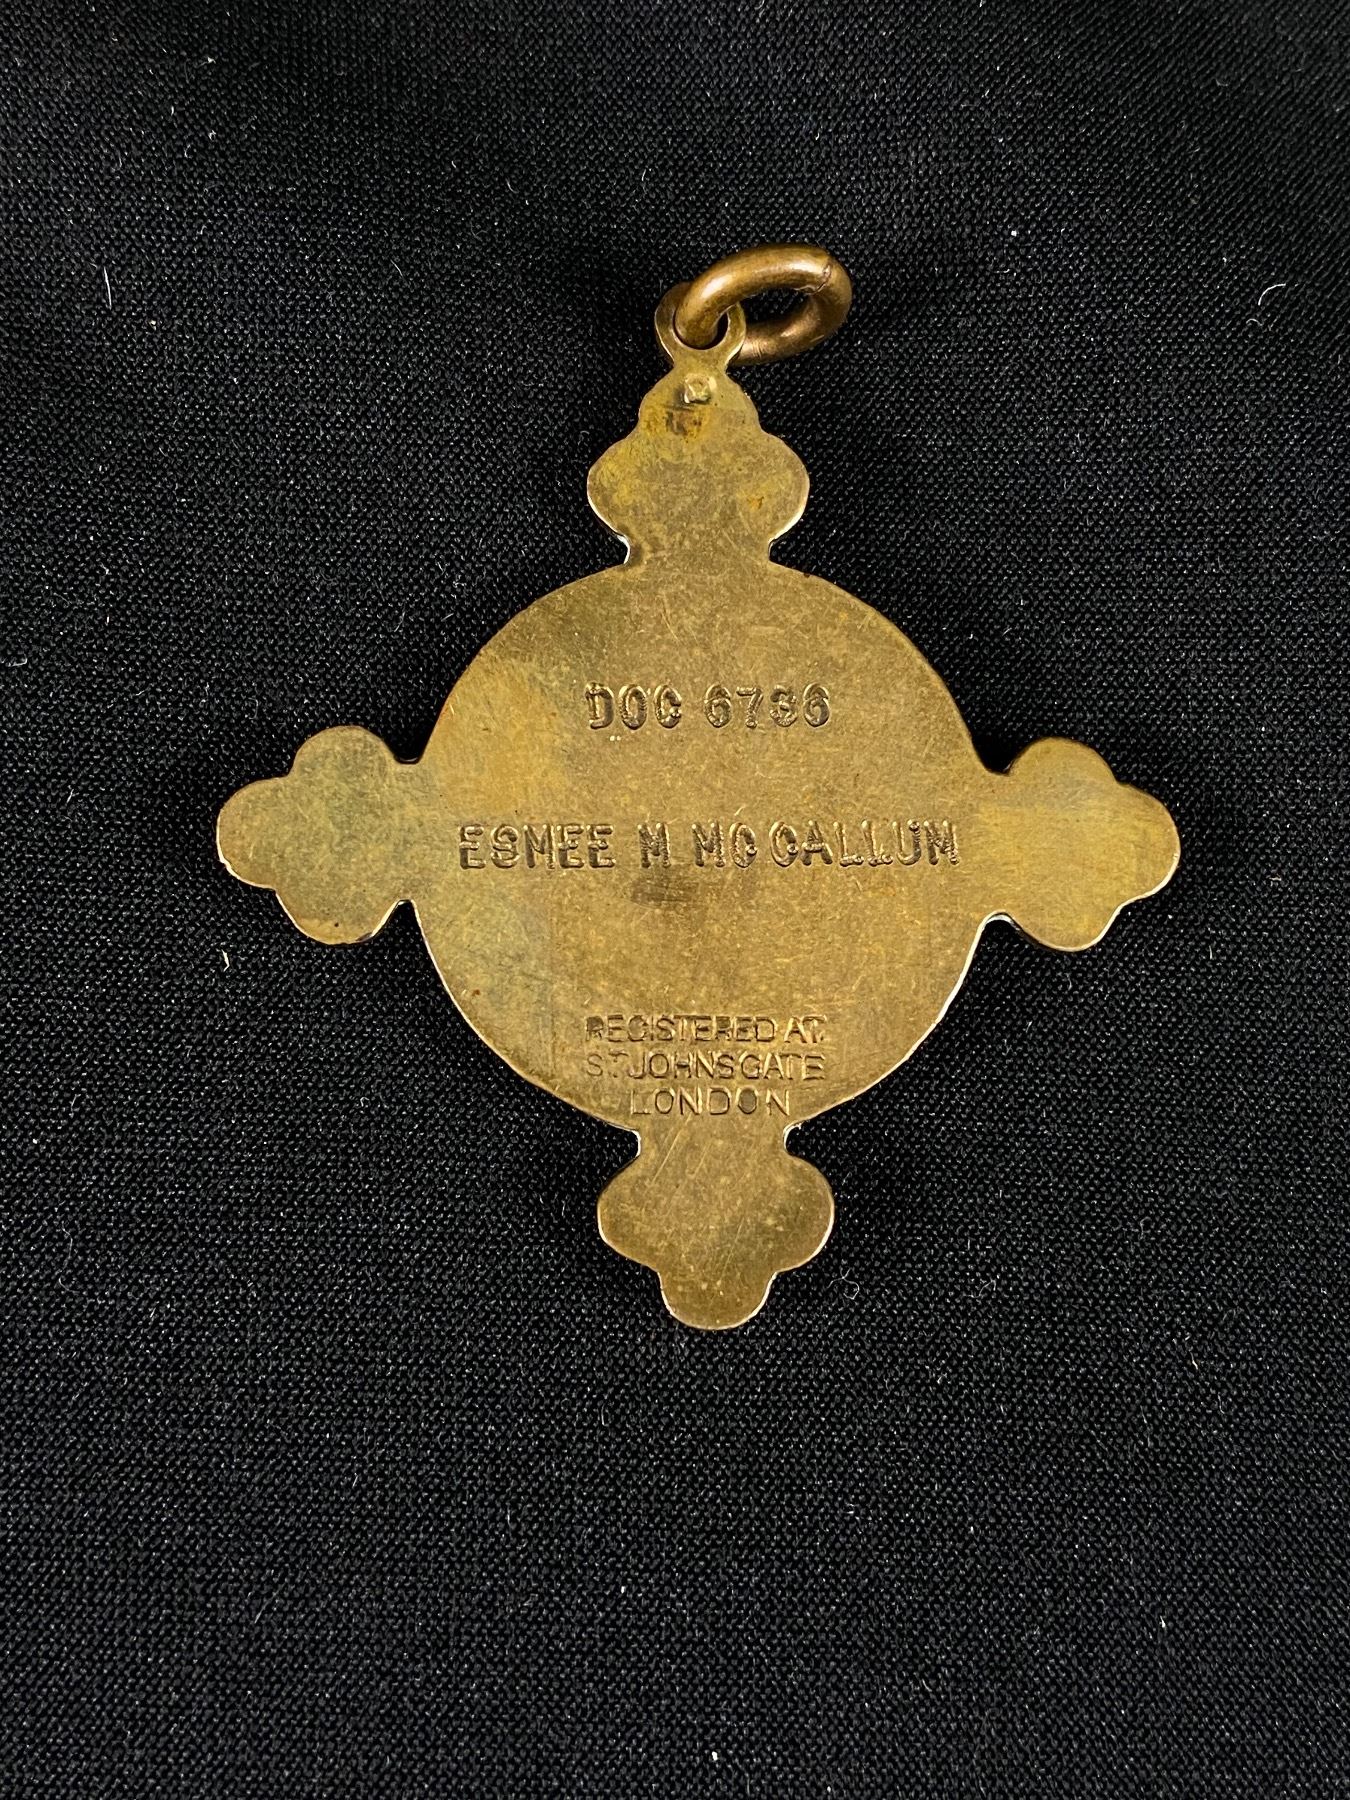 DOC 6736
ESMEE M MC CALLUM
REGISTERED AT
ST JOHNS GATE
LONDON